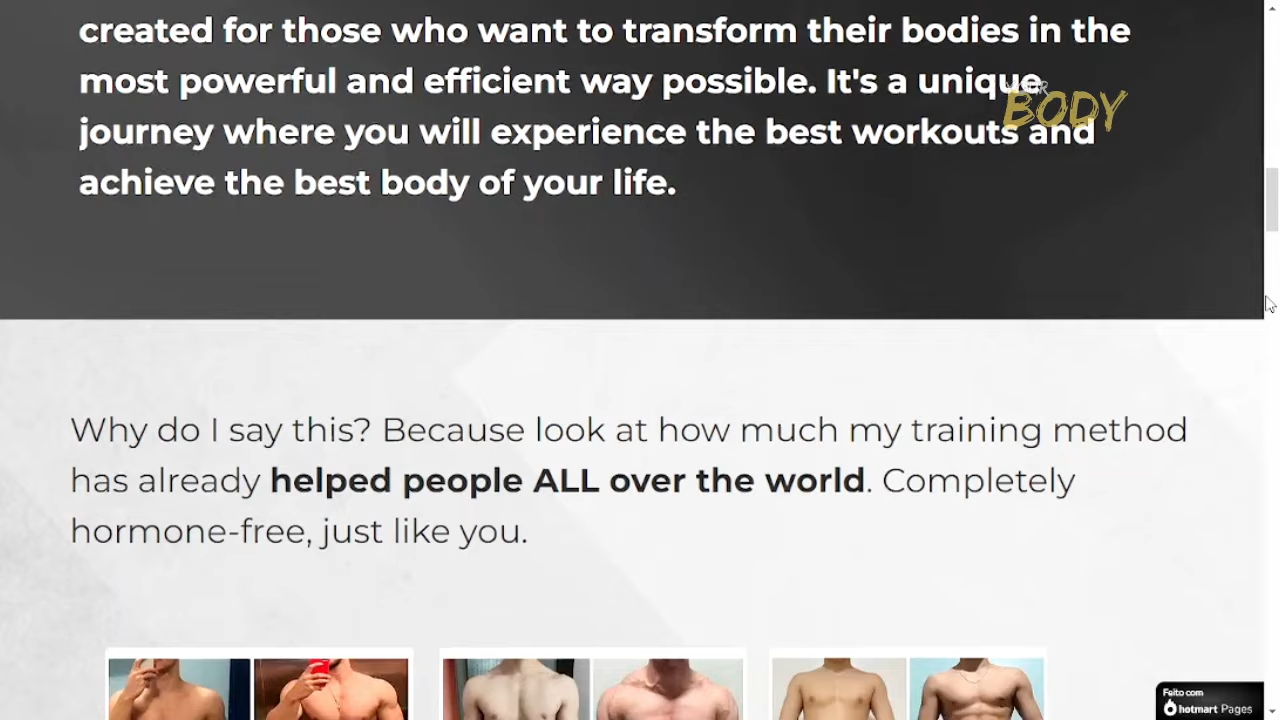 created for those who want to transform their bodies in the
most powerful and efficient way possible. It's a unique
BODY
journey where you will experience the best workouts and
achieve the best body of your life.
Why do I say this? Because look at how much my training method
has already helped people ALL over the world. Completely
hormone-free, just like you.
Feito com
hotmart Pages